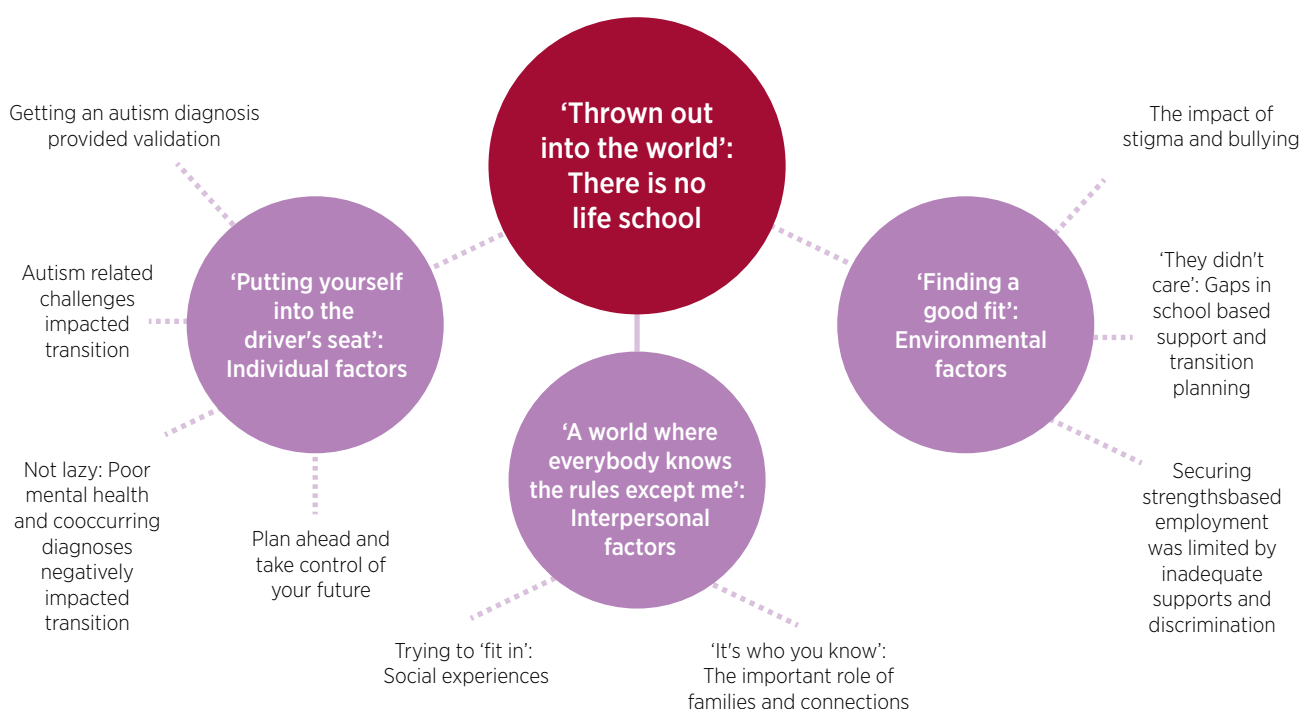 ‘Thrown out
into the world’:
There is no
life school
Getting an autism diagnosis
provided validation
Autism related
challenges
impacted
transition
‘Putting yourself
into the
driver's seat’:
Individual factors
Not lazy: Poor
mental health
and cooccurring
diagnoses
negatively
impacted
transition
Plan ahead and
take control of
your future
‘A world where
everybody knows
the rules except me’:
Interpersonal
factors
Trying to ‘fit in’:
Social experiences
‘It's who you know’:
The important role of
families and connections
‘Finding a
good fit’:
Environmental
factors
The impact of
stigma and bullying
‘They didn't
care’: Gaps in
school based
support and
transition
planning
Securing
strengthsbased
employment
was limited by
inadequate
supports and
discrimination